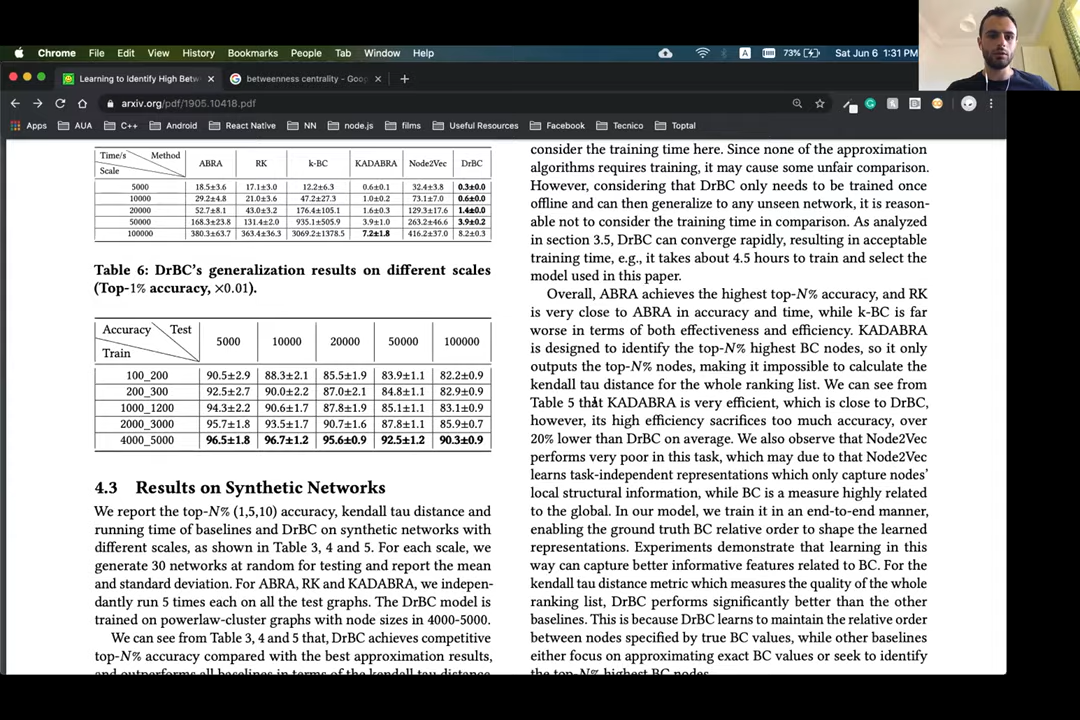 Chrome File Edit View History Bookmarks People Tab Window Help A 73% Sat Jun 6 1:31 PM
Learning to Identify High Betw betweenness centrality - Goo
arxiv.org/pdf/1905.10418.pdf
Apps AUA C++ Android React Native NN node.js films Useful Resources Facebook Tecnico Toptal
Time/s Method ABRA RK k-BC KADABRA Node2Vec DrBC
Scale
5000 18.5±3.6 17.1±3.0 12.2±6.3 0.6±0.1 32.4±3.8 0.3±0.0
10000 29.2±4.8 21.0±3.6 47.2±27.3 1.0±0.2 73.1±7.0 0.6±0.0
20000 52.7±8.1 43.0±3.2 176.4±105.1 1.6±0.3 129.3±17.6 1.4±0.0
50000 168.3±23.8 131.4±2.0 935.1±505.9 3.9±1.0 263.2±46.6 3.9±0.2
100000 380.3±63.7 363.4±36.3 3069.2±1378.5 7.2±1.8 416.2±37.0 8.2±0.3
Table 6: DrBC's generalization results on different scales
(Top-1% accuracy, ×0.01).
Accuracy Test 5000 10000 20000 50000 100000
Train
100_200 90.5±2.9 88.3±2.1 85.5±1.9 83.9±1.1 82.2±0.9
200_300 92.5±2.7 90.0±2.2 87.0±2.1 84.8±1.1 82.9±0.9
1000_1200 94.3±2.2 90.6±1.7 87.8±1.9 85.1±1.1 83.1±0.9
2000_3000 95.7±1.8 93.5±1.7 90.7±1.6 87.8±1.1 85.9±0.7
4000_5000 96.5±1.8 96.7±1.2 95.6±0.9 92.5±1.2 90.3±0.9
4.3 Results on Synthetic Networks
We report the top-N% (1,5,10) accuracy, kendall tau distance and
running time of baselines and DrBC on synthetic networks with
different scales, as shown in Table 3, 4 and 5. For each scale, we
generate 30 networks at random for testing and report the mean
and standard deviation. For ABRA, RK and KADABRA, we indepen-
dantly run 5 times each on all the test graphs. The DrBC model is
trained on powerlaw-cluster graphs with node sizes in 4000-5000.
We can see from Table 3, 4 and 5 that, DrBC achieves competitive
top-N% accuracy compared with the best approximation results,
and outperforms all baselines in terms of the kendall tau distance
consider the training time here. Since none of the approximation
algorithms requires training, it may cause some unfair comparison.
However, considering that DrBC only needs to be trained once
offline and can then generalize to any unseen network, it is reason-
able not to consider the training time in comparison. As analyzed
in section 3.5, DrBC can converge rapidly, resulting in acceptable
training time, e.g., it takes about 4.5 hours to train and select the
model used in this paper.
Overall, ABRA achieves the highest top-N% accuracy, and RK
is very close to ABRA in accuracy and time, while k-BC is far
worse in terms of both effectiveness and efficiency. KADABRA
is designed to identify the top-N% highest BC nodes, so it only
outputs the top-N% nodes, making it impossible to calculate the
kendall tau distance for the whole ranking list. We can see from
Table 5 that KADABRA is very efficient, which is close to DrBC,
however, its high efficiency sacrifices too much accuracy, over
20% lower than DrBC on average. We also observe that Node2Vec
performs very poor in this task, which may due to that Node2Vec
learns task-independent representations which only capture nodes'
local structural information, while BC is a measure highly related
to the global. In our model, we train it in an end-to-end manner,
enabling the ground truth BC relative order to shape the learned
representations. Experiments demonstrate that learning in this
way can capture better informative features related to BC. For the
kendall tau distance metric which measures the quality of the whole
ranking list, DrBC performs significantly better than the other
baselines. This is because DrBC learns to maintain the relative order
between nodes specified by true BC values, while other baselines
either focus on approximating exact BC values or seek to identify
the top-N% highest BC nodes.